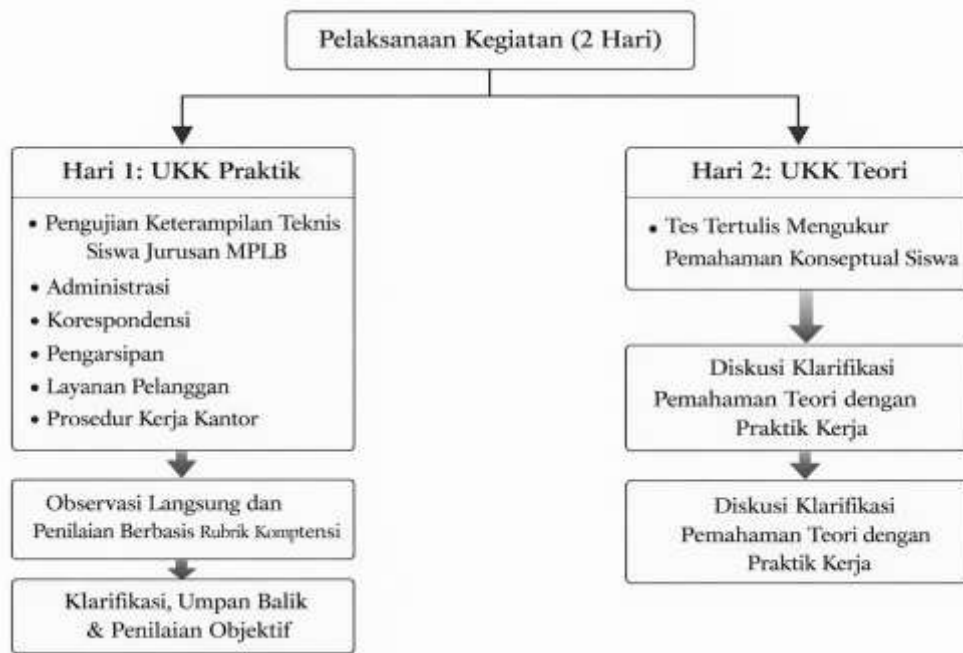 Pelaksanaan Kegiatan (2 Hari)
Hari 1: UKK Praktik
• Pengujian Keterampilan Teknis
Siswa Jurusan MPLB
• Administrasi
• Korespondensi
• Pengarsipan
• Layanan Pelanggan
• Prosedur Kerja Kantor
Observasi Langsung dan
Penilaian Berbasis Rubrik Komptensi
Klarifikasi, Umpan Balik
& Penilaian Objektif
Hari 2: UKK Teori
• Tes Tertulis Mengukur
Pemahaman Konseptual Siswa
Diskusi Klarifikasi
Pemahaman Teori dengan
Praktik Kerja
Diskusi Klarifikasi
Pemahaman Teori dengan
Praktik Kerja